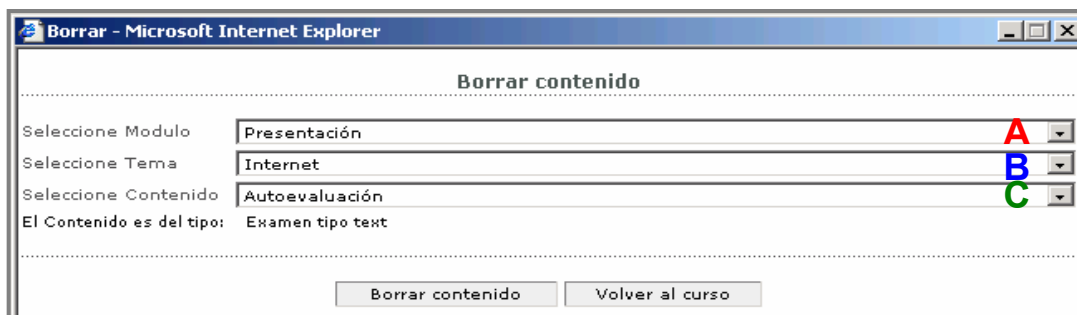 Borrar - Microsoft Internet Explorer
Borrar contenido
Seleccione Modulo Presentación A
Seleccione Tema Internet B
Seleccione Contenido Autoevaluación C
El Contenido es del tipo: Examen tipo text
Borrar contenido Volver al curso